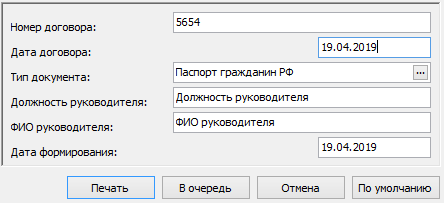 Номер договора: 5654
Дата договора: 19.04.2019
Тип документа: Паспорт гражданин РФ ...
Должность руководителя: Должность руководителя
ФИО руководителя: ФИО руководителя
Дата формирования: 19.04.2019
Печать В очередь Отмена По умолчанию